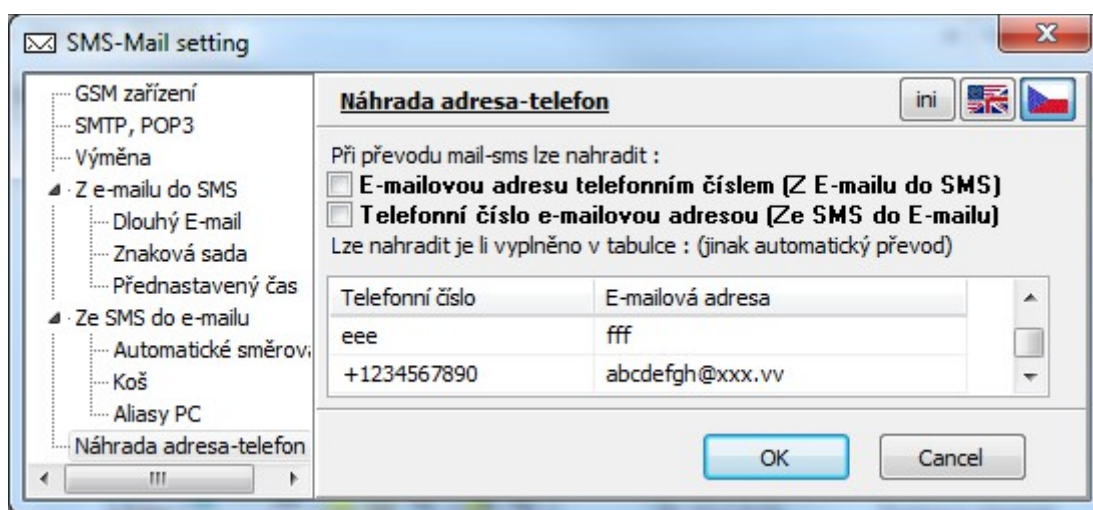 SMS-Mail setting
GSM zařízení
SMTP, POP3
Výměna
Z e-mailu do SMS
Dlouhý E-mail
Znaková sada
Přednastavený čas
Ze SMS do e-mailu
Automatické směrov
Koš
Aliasy PC
Náhrada adresa-telefon
Náhrada adresa-telefon
ini
Při převodu mail-sms lze nahradit :
E-mailovou adresu telefonním číslem (Z E-mailu do SMS)
Telefonní číslo e-mailovou adresou (Ze SMS do E-mailu)
Lze nahradit je li vyplněno v tabulce : (jinak automatický převod)
Telefonní číslo E-mailová adresa
eee fff
+1234567890 abcdefgh@xxx.vv
OK Cancel